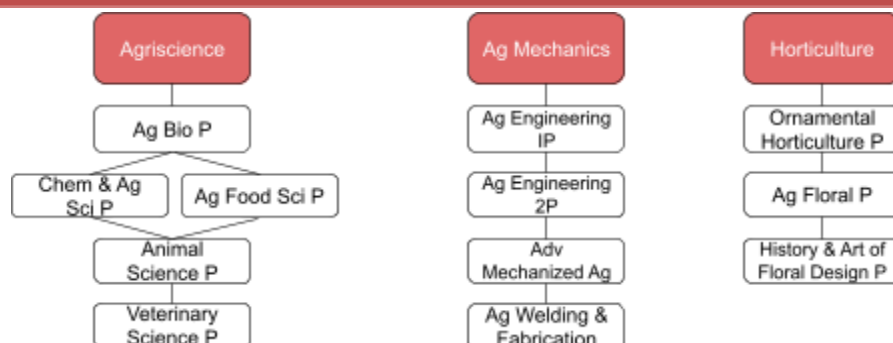 Agriscience
Ag Mechanics
Horticulture
Ag Bio P
Ag Engineering
IP
Ornamental
Horticulture P
Chem & Ag
Sci P
Ag Food Sci P
Ag Engineering
2P
Ag Floral P
Animal
Science P
Adv
Mechanized Ag
History & Art of
Floral Design P
Veterinary
Science P
Ag Welding &
Fabrication